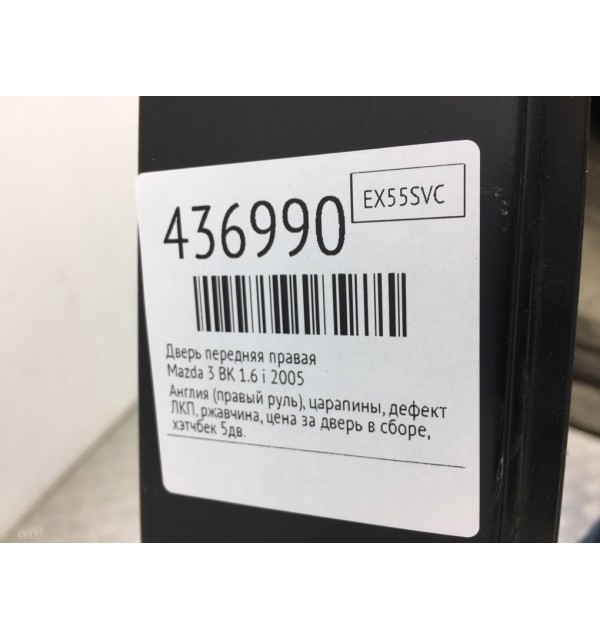 436990
EX55SVC
Дверь передняя правая
Mazda 3 BK 1.6 i 2005
Англия (правый руль), царапины, дефект
ЛКП, ржавчина, цена за дверь в сборе,
хэтчбек 5дв.